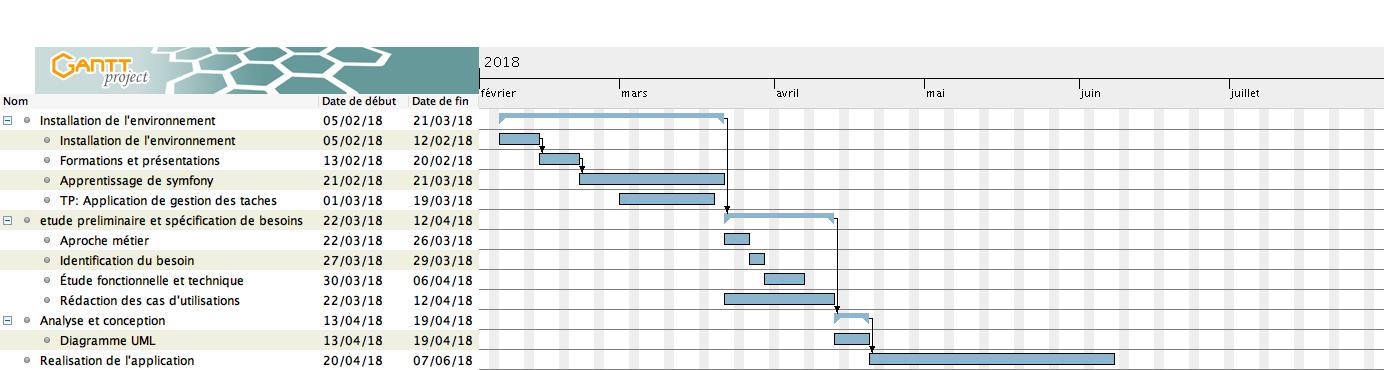 GANTT
project
2018
février mars avril mai juin juillet
Nom Date de début Date de fin
Installation de l'environnement 05/02/18 21/03/18
Installation de l'environnement 05/02/18 12/02/18
Formations et présentations 13/02/18 20/02/18
Apprentissage de symfony 21/02/18 21/03/18
TP: Application de gestion des taches 01/03/18 19/03/18
etude preliminaire et spécification de besoins 22/03/18 12/04/18
Aproche métier 22/03/18 26/03/18
Identification du besoin 27/03/18 29/03/18
Étude fonctionnelle et technique 30/03/18 06/04/18
Rédaction des cas d'utilisations 22/03/18 12/04/18
Analyse et conception 13/04/18 19/04/18
Diagramme UML 13/04/18 19/04/18
Realisation de l'application 20/04/18 07/06/18